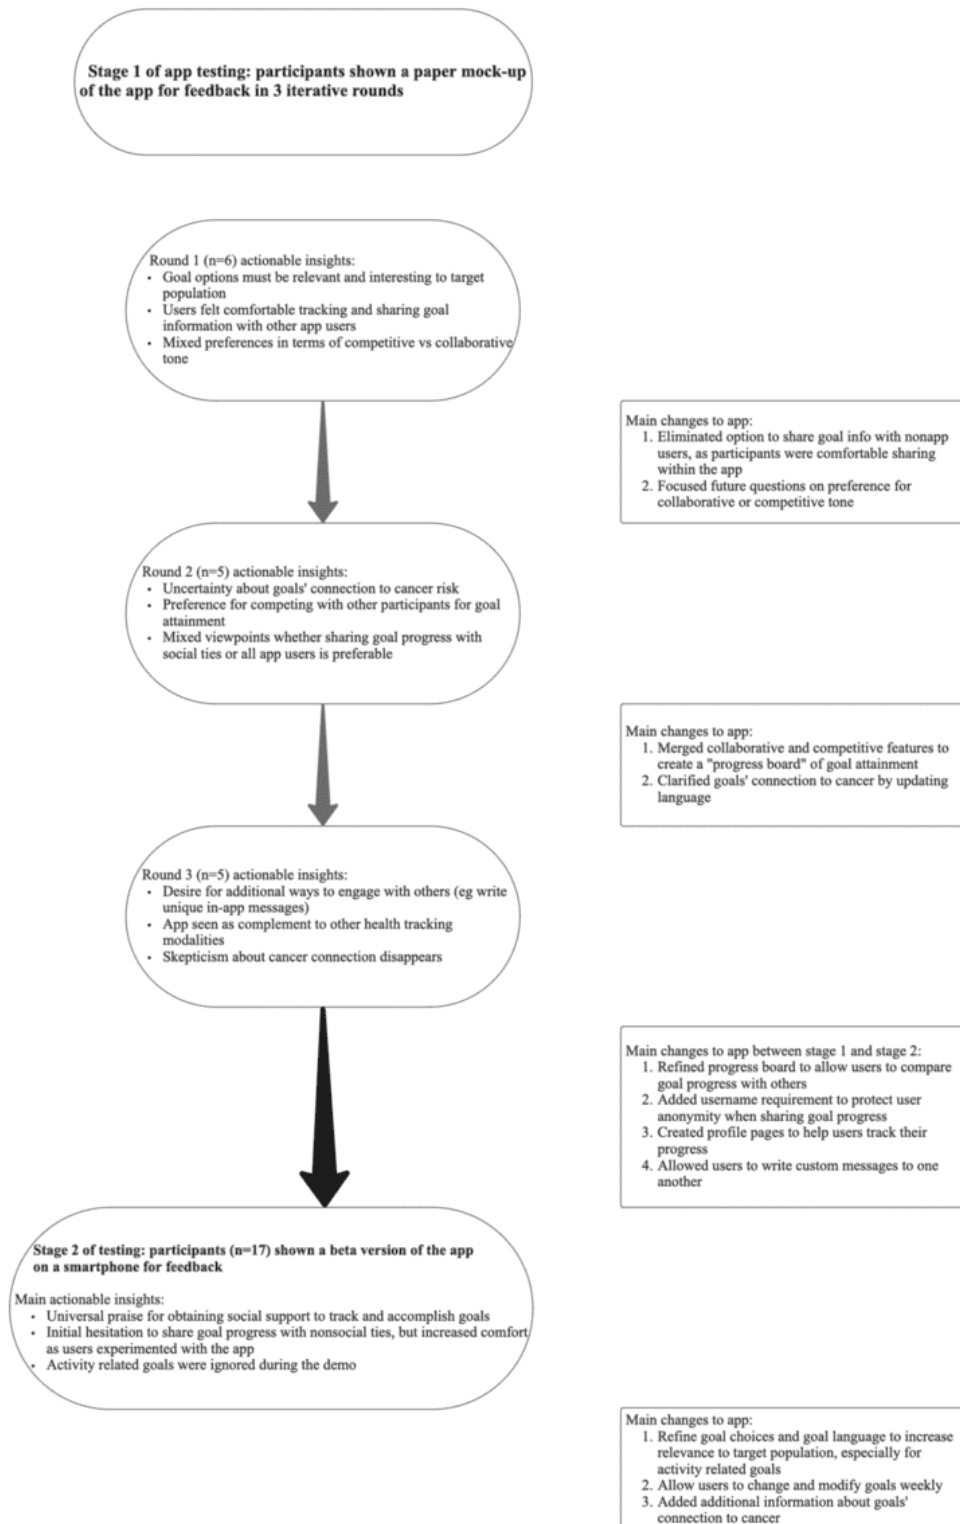 Stage 1 of app testing: participants shown a paper mock-up
of the app for feedback in 3 iterative rounds
Round 1 (n=6) actionable insights:
• Goal options must be relevant and interesting to target
population
• Users felt comfortable tracking and sharing goal
information with other app users
• Mixed preferences in terms of competitive vs collaborative
tone
Main changes to app:
1. Eliminated option to share goal info with nonapp
users, as participants were comfortable sharing
within the app
2. Focused future questions on preference for
collaborative or competitive tone
Round 2 (n=5) actionable insights:
• Uncertainty about goals' connection to cancer risk
• Preference for competing with other participants for goal
attainment
• Mixed viewpoints whether sharing goal progress with
social ties or all app users is preferable
Main changes to app:
1. Merged collaborative and competitive features to
create a "progress board" of goal attainment
2. Clarified goals' connection to cancer by updating
language
Round 3 (n=5) actionable insights:
• Desire for additional ways to engage with others (eg write
unique in-app messages)
• App seen as complement to other health tracking
modalities
• Skepticism about cancer connection disappears
Main changes to app between stage 1 and stage 2:
1. Refined progress board to allow users to compare
goal progress with others
2. Added username requirement to protect user
anonymity when sharing goal progress
3. Created profile pages to help users track their
progress
4. Allowed users to write custom messages to one
another
Stage 2 of testing: participants (n=17) shown a beta version of the app
on a smartphone for feedback
Main actionable insights:
• Universal praise for obtaining social support to track and accomplish goals
• Initial hesitation to share goal progress with nonsocial ties, but increased comfort
as users experimented with the app
• Activity related goals were ignored during the demo
Main changes to app:
1. Refine goal choices and goal language to increase
relevance to target population, especially for
activity related goals
2. Allow users to change and modify goals weekly
3. Added additional information about goals'
connection to cancer